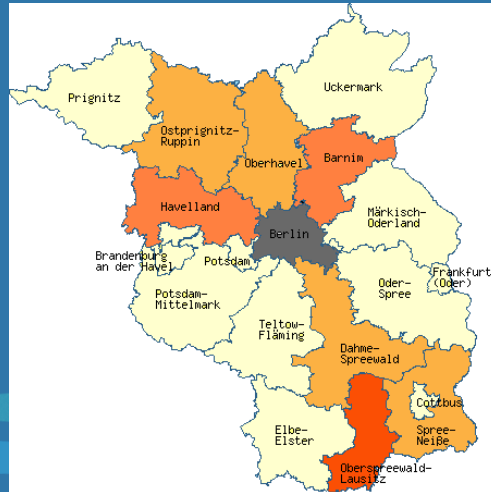 Prignitz
Uckermark
Ostprignitz-
Ruppin
Oberhavel
Barnim
Havelland
Märkisch-
Oderland
Berlin
Brandenburg
an der Havel
Potsdam
Frankfurt
(Oder)
Oder-
Spree
Potsdam-
Mittelmark
Teltow-
Fläming
Dahme-
Spreewald
Cottbus
Elbe-
Elster
Spree-
Neiße
Oberspreewald-
Lausitz